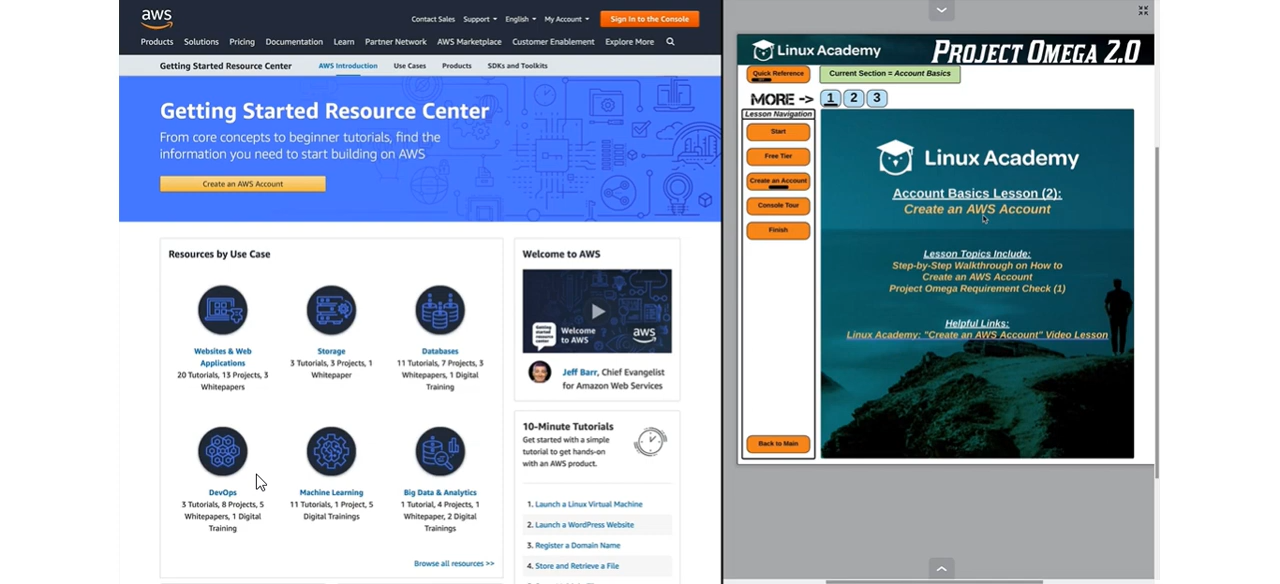 aws
Contact Sales Support English My Account Sign In to the Console
Products Solutions Pricing Documentation Learn Partner Network AWS Marketplace Customer Enablement Explore More
Getting Started Resource Center AWS Introduction Use Cases Products SDKs and Toolkits
Getting Started Resource Center
From core concepts to beginner tutorials, find the
information you need to start building on AWS
Create an AWS Account
Resources by Use Case
Websites & Web
Applications
20 Tutorials, 13 Projects, 3
Whitepapers
Storage
3 Tutorials, 3 Projects, 1
Whitepaper
Databases
11 Tutorials, 7 Projects, 3
Whitepapers, 1 Digital
Training
DevOps
3 Tutorials, 8 Projects, 5
Whitepapers, 1 Digital
Training
Machine Learning
11 Tutorials, 1 Project, 5
Digital Trainings
Big Data & Analytics
1 Tutorial, 4 Projects, 1
Whitepaper, 2 Digital
Trainings
Browse all resources >>
Welcome to AWS
Getting
started
resource
center
Welcome
to AWS
aws
Jeff Barr, Chief Evangelist
for Amazon Web Services
10-Minute Tutorials
Get started with a simple
tutorial to get hands-on
with an AWS product.
1. Launch a Linux Virtual Machine
2. Launch a WordPress Website
3. Register a Domain Name
4. Store and Retrieve a File
Linux Academy PROJECT OMEGA 2.0
Quick Reference Current Section = Account Basics
MORE -> 1 2 3
Lesson Navigation
Start
Free Tier
Create an Account
Console Tour
Finish
Back to Main
Linux Academy
Account Basics Lesson (2):
Create an AWS Account
Lesson Topics Include:
Step-by-Step Walkthrough on How to
Create an AWS Account
Project Omega Requirement Check (1)
Helpful Links:
Linux Academy: "Create an AWS Account" Video Lesson